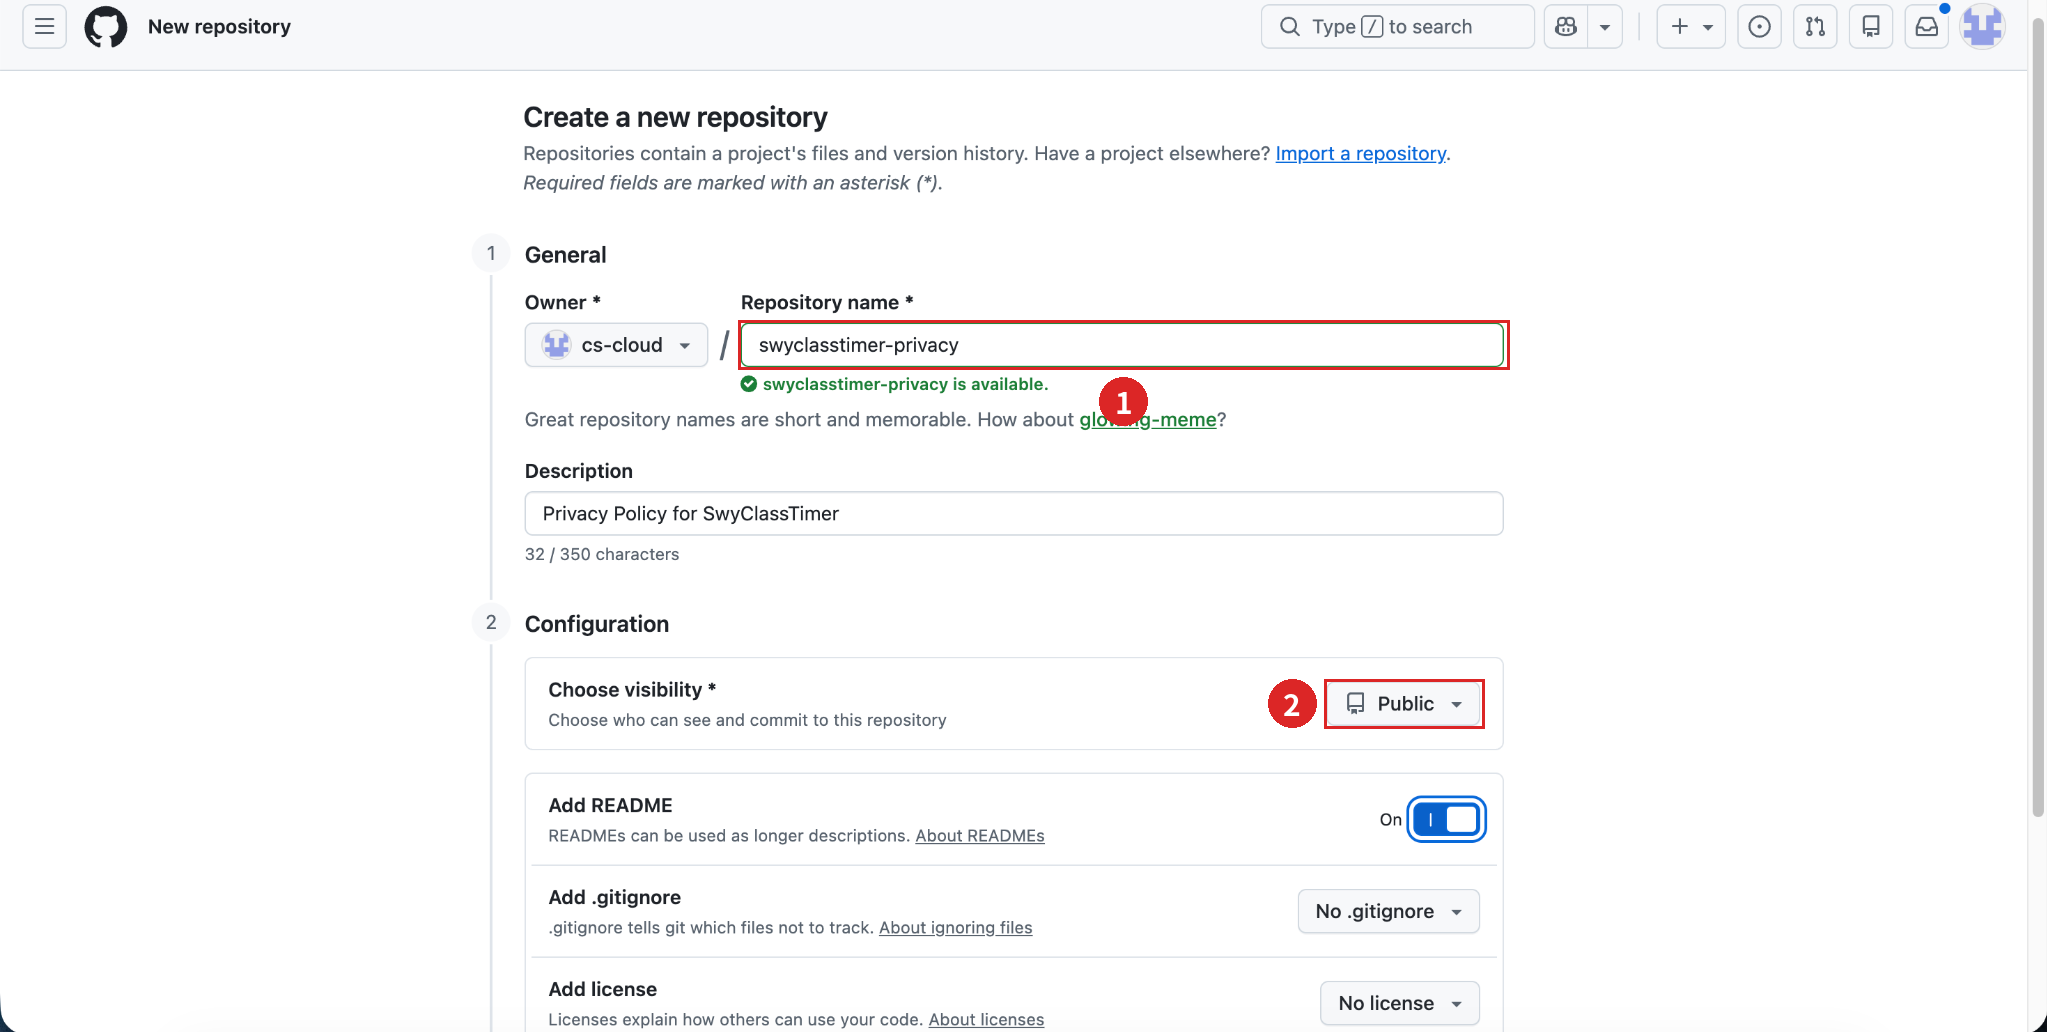 New repository
Type / to search
Create a new repository
Repositories contain a project's files and version history. Have a project elsewhere? Import a repository.
Required fields are marked with an asterisk (*).
1 General
Owner * Repository name *
cs-cloud / swyclasstimer-privacy
swyclasstimer-privacy is available.
1
Great repository names are short and memorable. How about glowing-meme?
Description
Privacy Policy for SwyClassTimer
32 / 350 characters
2 Configuration
Choose visibility *
2 Public
Choose who can see and commit to this repository
Add README
On
READMEs can be used as longer descriptions. About READMEs
Add .gitignore
No .gitignore
.gitignore tells git which files not to track. About ignoring files
Add license
No license
Licenses explain how others can use your code. About licenses